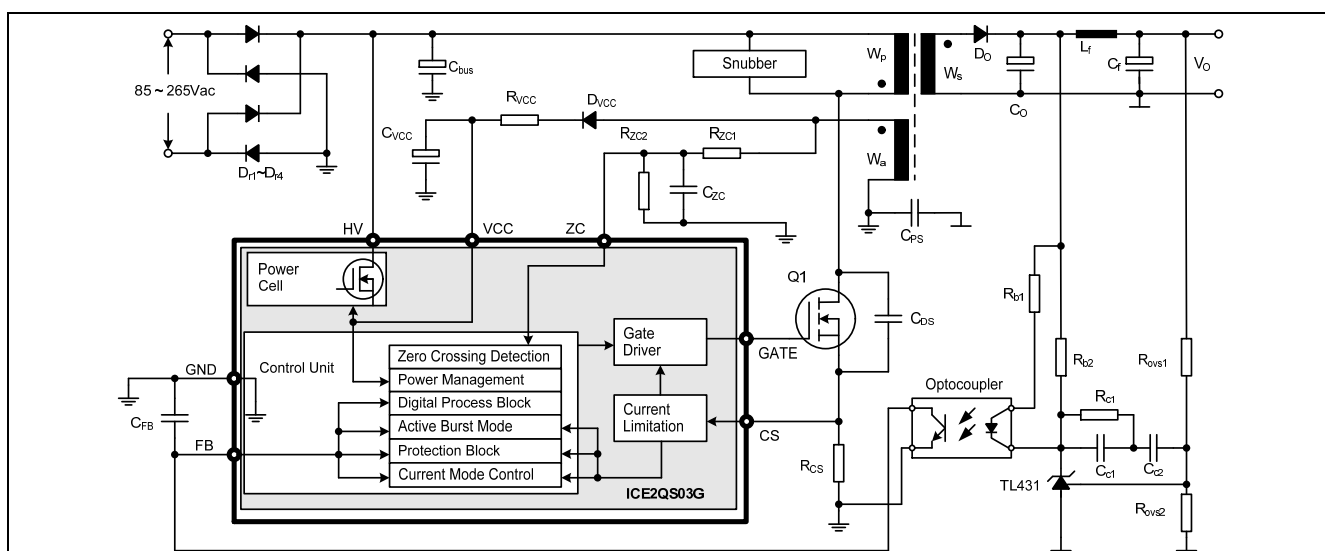 85 ~ 265Vac
Dr1~Dr4
Cbus
Snubber
Wp
Ws
DO
CO
Lf
Cf
VO
CVCC
RVCC
DVCC
RZC2
RZC1
CZC
Wa
CPS
HV
VCC
ZC
Power
Cell
Q1
CDS
Gate
Driver
GATE
Control Unit
Zero Crossing Detection
Power Management
Digital Process Block
Active Burst Mode
Protection Block
Current Mode Control
Current
Limitation
CS
RCS
ICE2QS03G
GND
CFB
FB
Optocoupler
Rb1
Rb2
Rovs1
Rc1
Cc1
Cc2
TL431
Rovs2